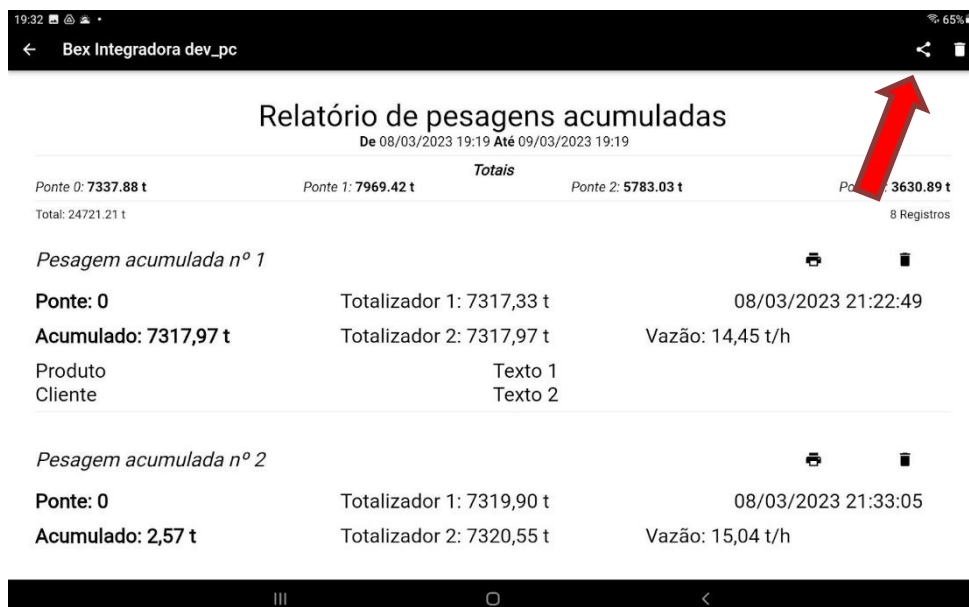 19:32 65%
Bex Integradora dev_pc
Relatório de pesagens acumuladas
De 08/03/2023 19:19 Até 09/03/2023 19:19
Totais
Ponte 0: 7337.88 t Ponte 1: 7969.42 t Ponte 2: 5783.03 t 3630.89 t
Total: 24721.21 t 8 Registros
Pesagem acumulada nº 1
Ponte: 0 Totalizador 1: 7317,33 t 08/03/2023 21:22:49
Acumulado: 7317,97 t Totalizador 2: 7317,97 t Vazão: 14,45 t/h
Produto Texto 1
Cliente Texto 2
Pesagem acumulada nº 2
Ponte: 0 Totalizador 1: 7319,90 t 08/03/2023 21:33:05
Acumulado: 2,57 t Totalizador 2: 7320,55 t Vazão: 15,04 t/h